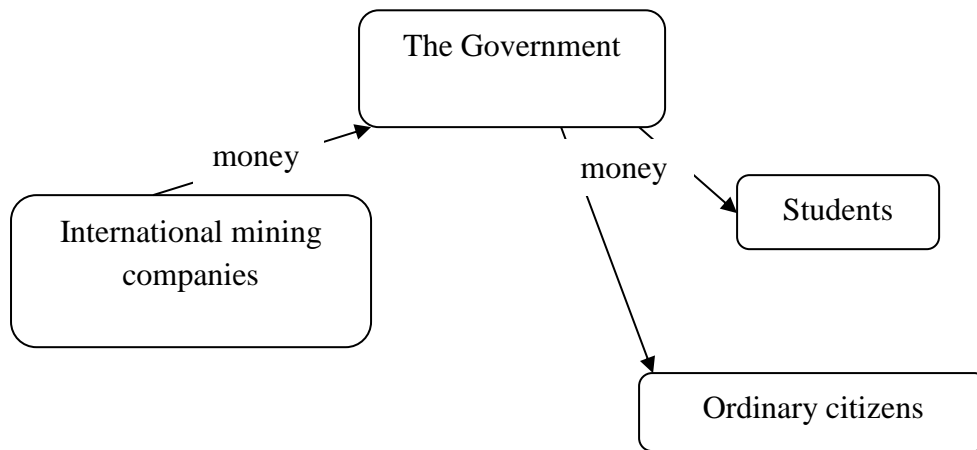 The Government
money
money
Students
International mining
companies
Ordinary citizens